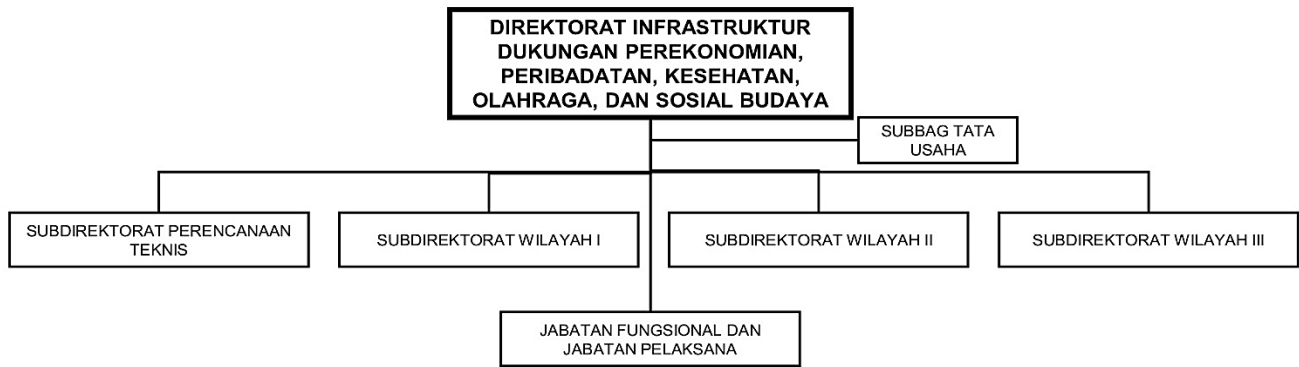 DIREKTORAT INFRASTRUKTUR
DUKUNGAN PEREKONOMIAN,
PERIBADATAN, KESEHATAN,
OLAHRAGA, DAN SOSIAL BUDAYA
SUBBAG TATA
USAHA
SUBDIREKTORAT PERENCANAAN
TEKNIS
SUBDIREKTORAT WILAYAH I
SUBDIREKTORAT WILAYAH II
SUBDIREKTORAT WILAYAH III
JABATAN FUNGSIONAL DAN
JABATAN PELAKSANA